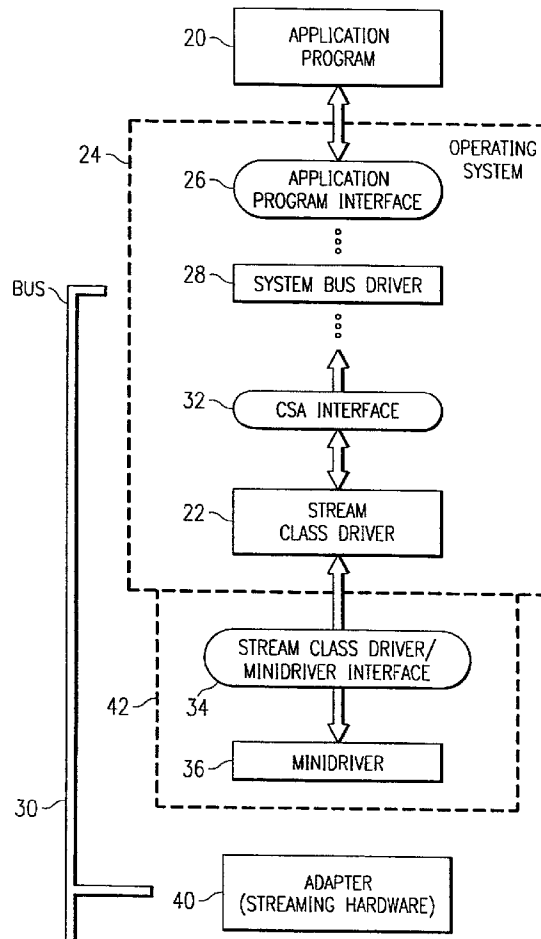 20
APPLICATION
PROGRAM
24
OPERATING
SYSTEM
26
APPLICATION
PROGRAM INTERFACE
BUS
28
SYSTEM BUS DRIVER
32
CSA INTERFACE
22
STREAM
CLASS DRIVER
STREAM CLASS DRIVER/
MINIDRIVER INTERFACE
42
34
36
MINIDRIVER
30
40
ADAPTER
(STREAMING HARDWARE)